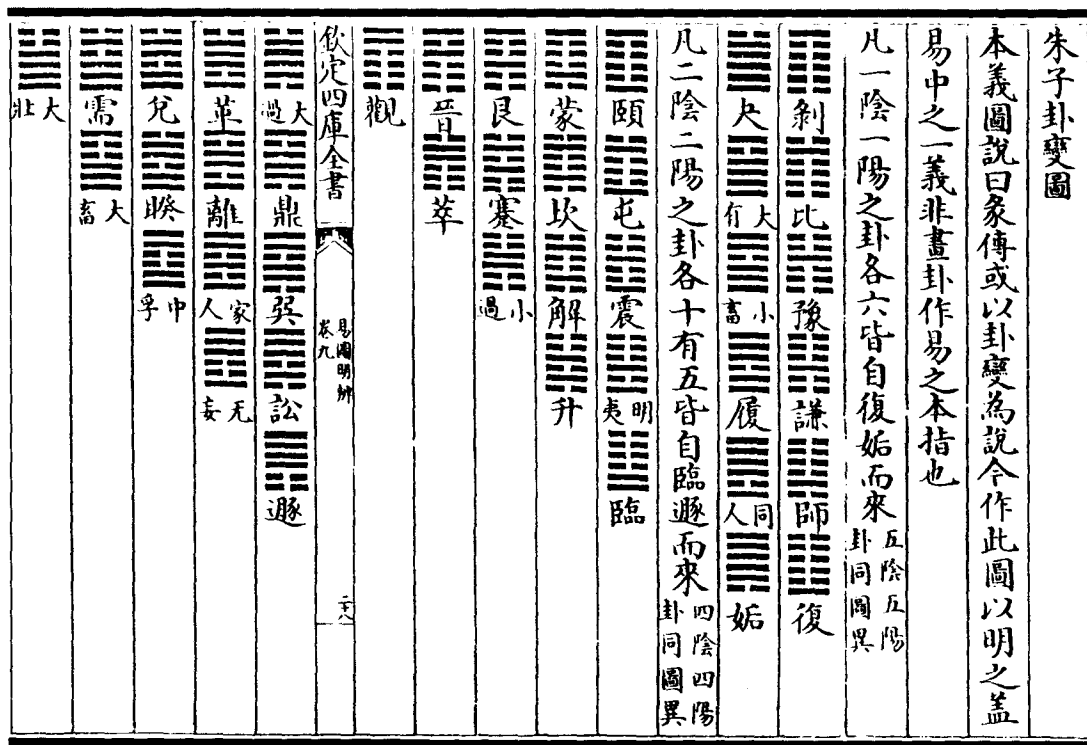 朱子卦變圖
本義圖說曰彖傳或以卦變為說今作此圖以明之蓋
易中之一義非畫卦作易之本指也
凡一陰一陽之卦各六皆自復姤而來五陰五陽卦同圖異
剝比豫謙師復
夬大有小畜履同人姤
凡二陰二陽之卦各十有五皆自臨遯而來四陰四陽卦同圖異
頤屯震明夷臨
蒙坎解升
艮蹇小過
晉萃
觀
欽定四庫全書 易圖明辨 卷九 二十八
大過鼎巽訟遯
革離家人无妄
兌睽中孚
需大畜
大壯